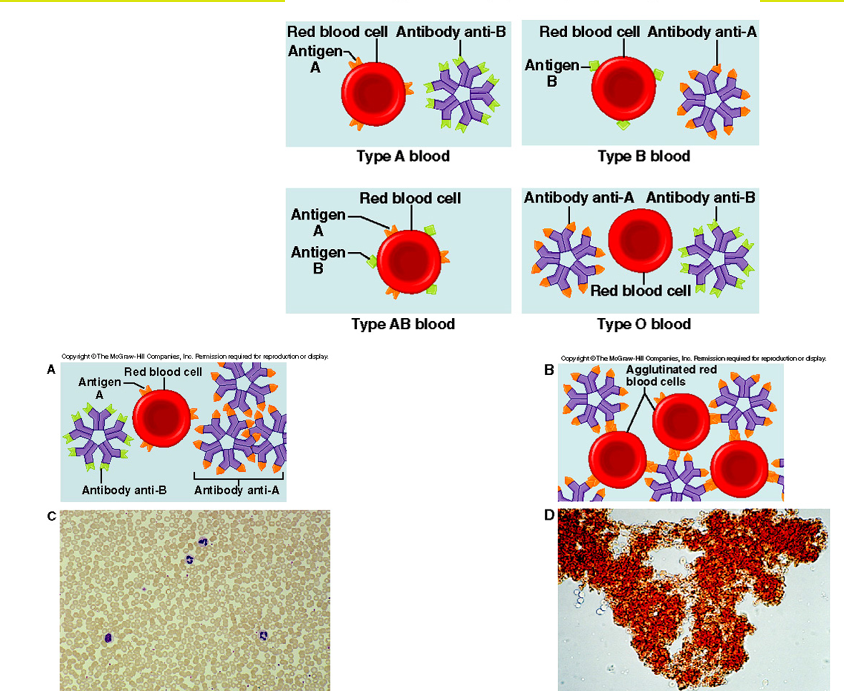 Red blood cell Antibody anti-B
Antigen
A
Type A blood
Red blood cell Antibody anti-A
Antigen
B
Type B blood
Red blood cell
Antigen
A
Antigen
B
Type AB blood
Antibody anti-A Antibody anti-B
Red blood cell
Type O blood
Copyright ©The McGraw-Hill Companies, Inc. Permission required for reproduction or display.
A
Red blood cell
Antigen
A
Antibody anti-B
Antibody anti-A
Copyright ©The McGraw-Hill Companies, Inc. Permission required for reproduction or display.
B
Agglutinated red
blood cells
C
D